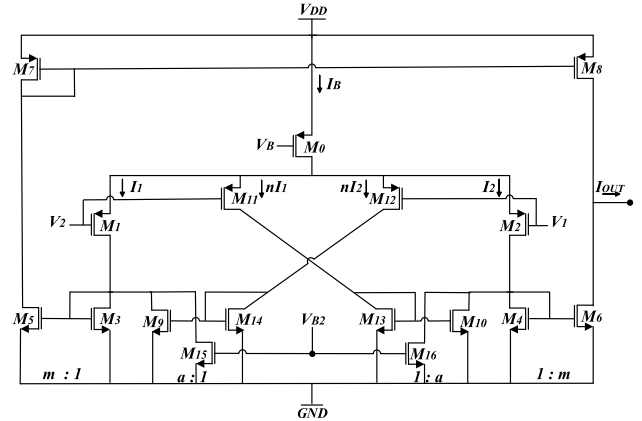 VDD
M7
M8
IB
VB
M0
I1
nI1
nI2
I2
IOUT
M11
M12
V2
M1
M2
V1
M5
M3
M9
M14
VB2
M13
M10
M4
M6
M15
M16
m : 1
a : 1
1 : a
1 : m
GND